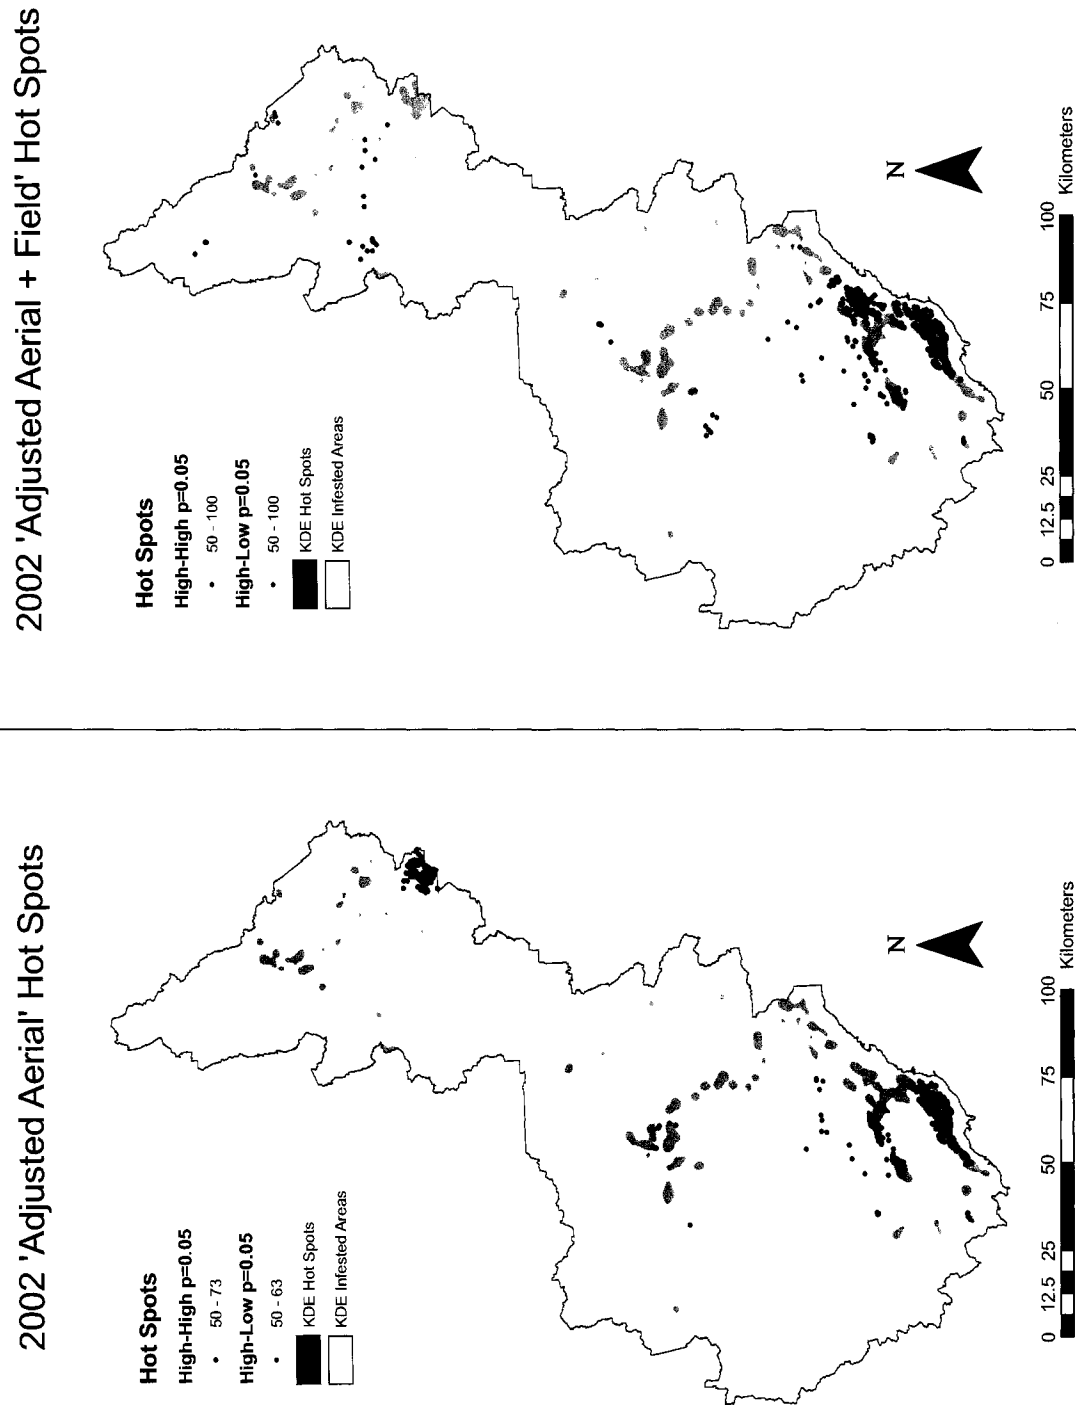 2002 'Adjusted Aerial' Hot Spots
Hot Spots
High-High p=0.05
50 - 73
High-Low p=0.05
50 - 63
KDE Hot Spots
KDE Infested Areas
N
0 12.5 25 50 75 100
Kilometers
2002 'Adjusted Aerial + Field' Hot Spots
Hot Spots
High-High p=0.05
50 - 100
High-Low p=0.05
50 - 100
KDE Hot Spots
KDE Infested Areas
N
0 12.5 25 50 75 100
Kilometers